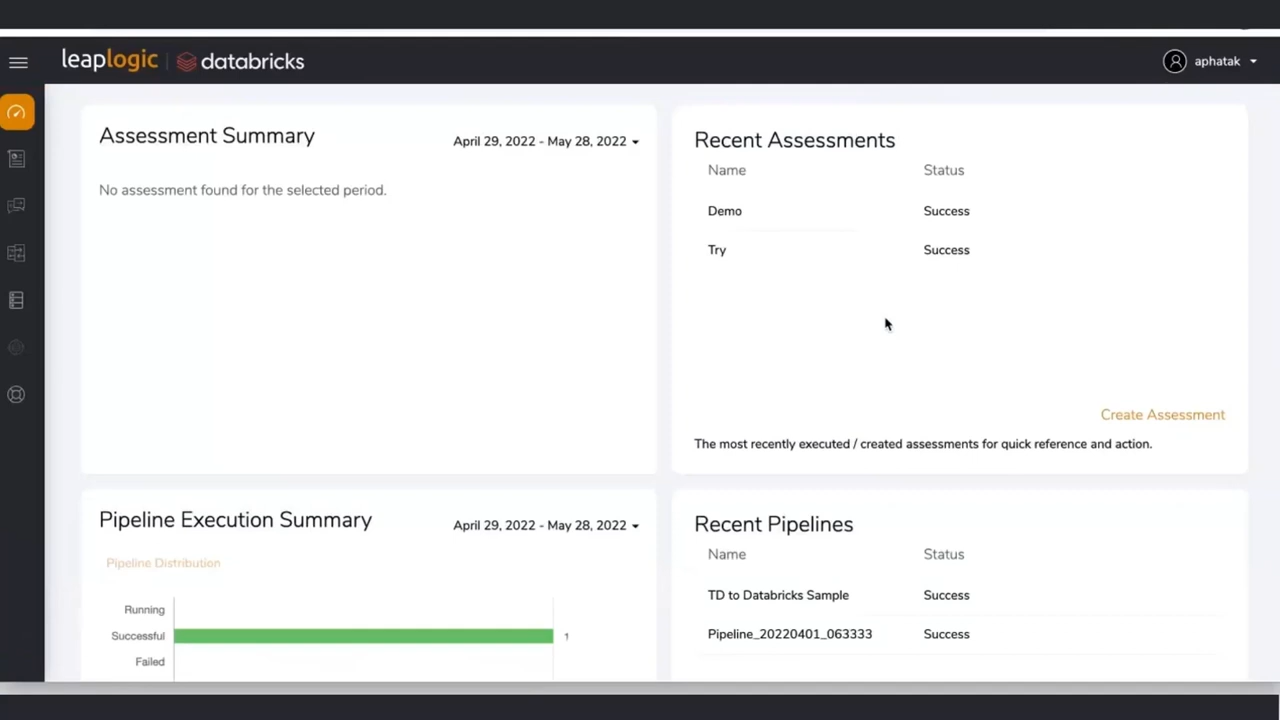 leaplogic databricks
aphatak
Assessment Summary
April 29, 2022 - May 28, 2022
No assessment found for the selected period.
Recent Assessments
Name Status
Demo Success
Try Success
Create Assessment
The most recently executed / created assessments for quick reference and action.
Pipeline Execution Summary
April 29, 2022 - May 28, 2022
Pipeline Distribution
Running
Successful 1
Failed
Recent Pipelines
Name Status
TD to Databricks Sample Success
Pipeline_20220401_063333 Success